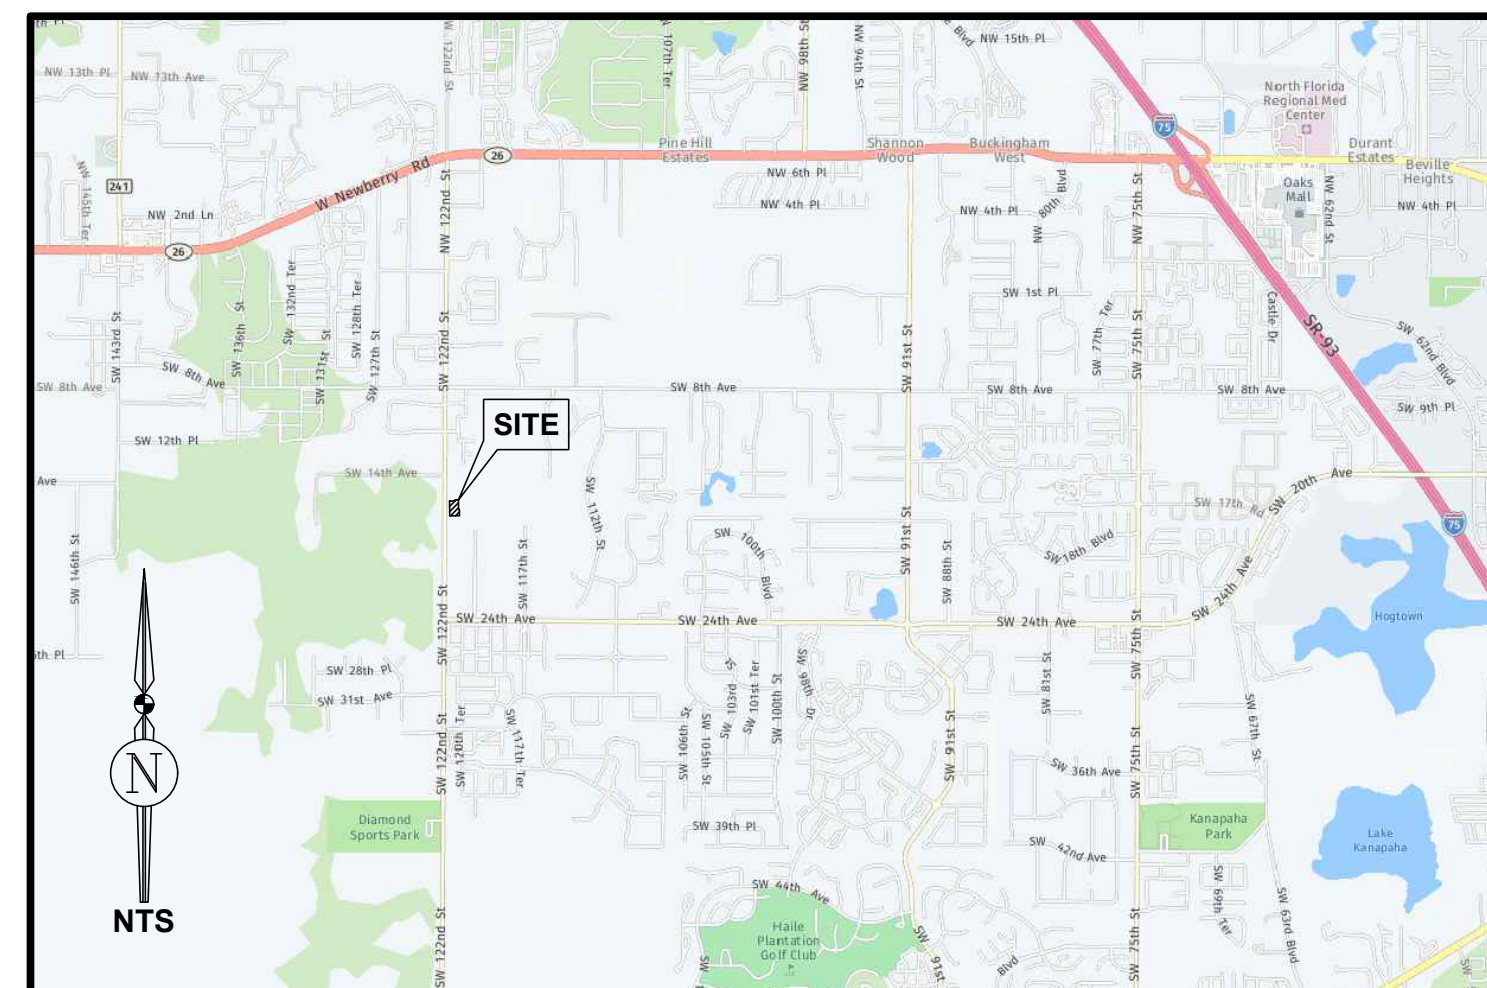 Blvd
NW 15th Pl
NW 122nd St
107th Ter
NW 98th St
NW 94th St
NW 13th Pl
NW 13th Ave
75
North Florida
Regional Med
Center
241
W Newberry Rd
26
Pine Hill
Estates
Shannon
Wood
Buckingham
West
Durant
Estates
Beville
Heights
NW 145th Ter
NW 2nd Ln
NW 6th Pl
NW 4th Pl
NW 4th Pl
NW 80th Blvd
NW 75th St
Oaks
Mall
NW 62nd St
NW 4th Pl
26
NW 122nd St
SW 143rd St
SW 136th St
SW 132nd Ter
SW 131st St
SW 128th Ter
SW 127th St
SW 122nd St
SW 1st Pl
SW 91st St
SW 77th Ter
SW 75th St
Castle Dr
SR-93
SW 62nd Blvd
SW 8th Ave
SW 8th Ave
SW 8th Ave
SW 8th Ave
SW 8th Ave
SW 9th Pl
SITE
SW 12th Pl
SW 14th Ave
Ave
SW 112th St
SW 100th Blvd
SW 91st St
SW 88th St
SW 18th Blvd
SW 17th Rd
SW 20th Ave
75
SW 146th St
SW 117th St
SW 122nd St
SW 24th Ave
SW 24th Ave
SW 24th Ave
SW 24th Ave
SW 75th St
Hogtown
th Pl
SW 28th Pl
SW 31st Ave
SW 122nd St
SW 120th Ter
SW 117th Ter
SW 106th St
SW 105th St
SW 103rd St
SW 101st Ter
SW 100th St
SW 98th Dr
SW 91st St
SW 81st St
SW 75th St
SW 67th St
SW 36th Ave
N
Diamond
Sports Park
SW 39th Pl
SW 42nd Ave
Kanapaha
Park
Lake
Kanapaha
NTS
SW 44th Ave
Haile
Plantation
Golf Club
SW 122nd St
SW
SW 91st
Blvd
SW 75th St
SW 69th Ter
SW 63rd Blvd
SW